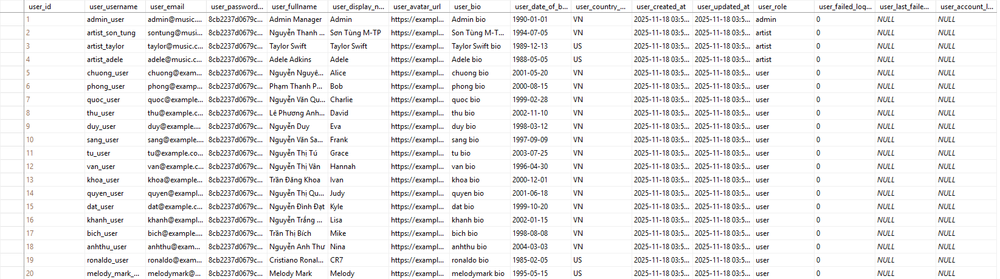 user_id user_username user_email user_password... user_fullname user_display_n... user_avatar_url user_bio user_date_of_b... user_country_... user_created_at user_updated_at user_role user_failed_log... user_last_faile... user_account_l...
1 admin_user admin@music.... 8cb2237d0679c... Admin Manager Admin https://exampl... Admin bio 1990-01-01 VN 2025-11-18 03:5... 2025-11-18 03:5... admin 0 NULL NULL
2 artist_son_tung sontung@musi... 8cb2237d0679c... Nguyễn Thanh ... Sơn Tùng M-TP https://exampl... Son Tùng M-T... 1994-07-05 VN 2025-11-18 03:5... 2025-11-18 03:5... artist 0 NULL NULL
3 artist_taylor taylor@music.c... 8cb2237d0679c... Taylor Swift Taylor Swift https://exampl... Taylor Swift bio 1989-12-13 US 2025-11-18 03:5... 2025-11-18 03:5... artist 0 NULL NULL
4 artist_adele adele@music.c... 8cb2237d0679c... Adele Adkins Adele https://exampl... Adele bio 1988-05-05 US 2025-11-18 03:5... 2025-11-18 03:5... artist 0 NULL NULL
5 chuong_user chuong@exam... 8cb2237d0679c... Nguyễn Nguyê... Alice https://exampl... chuong bio 2001-05-20 VN 2025-11-18 03:5... 2025-11-18 03:5... user 0 NULL NULL
6 phong_user phong@examp... 8cb2237d0679c... Phạm Thanh P... Bob https://exampl... phong bio 2000-08-15 VN 2025-11-18 03:5... 2025-11-18 03:5... user 0 NULL NULL
7 quoc_user quoc@example... 8cb2237d0679c... Nguyễn Văn Qu... Charlie https://exampl... quoc bio 1999-02-28 VN 2025-11-18 03:5... 2025-11-18 03:5... user 0 NULL NULL
8 thu_user thu@example.c... 8cb2237d0679c... Lê Phương Anh... David https://exampl... thu bio 2002-11-10 VN 2025-11-18 03:5... 2025-11-18 03:5... user 0 NULL NULL
9 duy_user duy@example.... 8cb2237d0679c... Nguyễn Duy Eva https://exampl... duy bio 1998-03-12 VN 2025-11-18 03:5... 2025-11-18 03:5... user 0 NULL NULL
10 sang_user sang@example.... 8cb2237d0679c... Nguyễn Văn Sa... Frank https://exampl... sang bio 1997-09-09 VN 2025-11-18 03:5... 2025-11-18 03:5... user 0 NULL NULL
11 tu_user tu@example.co... 8cb2237d0679c... Nguyễn Thị Tú Grace https://exampl... tu bio 2003-07-25 VN 2025-11-18 03:5... 2025-11-18 03:5... user 0 NULL NULL
12 van_user van@example.c... 8cb2237d0679c... Nguyễn Thị Vân Hannah https://exampl... van bio 1996-04-30 VN 2025-11-18 03:5... 2025-11-18 03:5... user 0 NULL NULL
13 khoa_user khoa@example... 8cb2237d0679c... Trần Đăng Khoa Ivan https://exampl... khoa bio 2000-12-01 VN 2025-11-18 03:5... 2025-11-18 03:5... user 0 NULL NULL
14 quyen_user quyen@exampl... 8cb2237d0679c... Nguyễn Thị Qu... Judy https://exampl... quyen bio 2001-06-18 VN 2025-11-18 03:5... 2025-11-18 03:5... user 0 NULL NULL
15 dat_user dat@example.c... 8cb2237d0679c... Nguyễn Đình Đạt Kyle https://exampl... dat bio 1999-10-20 VN 2025-11-18 03:5... 2025-11-18 03:5... user 0 NULL NULL
16 khanh_user khanh@exampl... 8cb2237d0679c... Nguyễn Trắng ... Lisa https://exampl... khanh bio 2002-01-15 VN 2025-11-18 03:5... 2025-11-18 03:5... user 0 NULL NULL
17 bich_user bich@example.... 8cb2237d0679c... Trần Thị Bích Mike https://exampl... bich bio 1998-08-08 VN 2025-11-18 03:5... 2025-11-18 03:5... user 0 NULL NULL
18 anhthu_user anhthu@exam... 8cb2237d0679c... Nguyễn Anh Thư Nina https://exampl... anhthu bio 2004-03-03 VN 2025-11-18 03:5... 2025-11-18 03:5... user 0 NULL NULL
19 ronaldo_user ronaldo@exam... 8cb2237d0679c... Cristiano Ronal... CR7 https://exampl... ronaldo bio 1985-02-05 US 2025-11-18 03:5... 2025-11-18 03:5... user 0 NULL NULL
20 melody_mark_... melodymark@... 8cb2237d0679c... Melody Mark Melody https://exampl... melodymark bio 1995-05-15 US 2025-11-18 03:5... 2025-11-18 03:5... user 0 NULL NULL